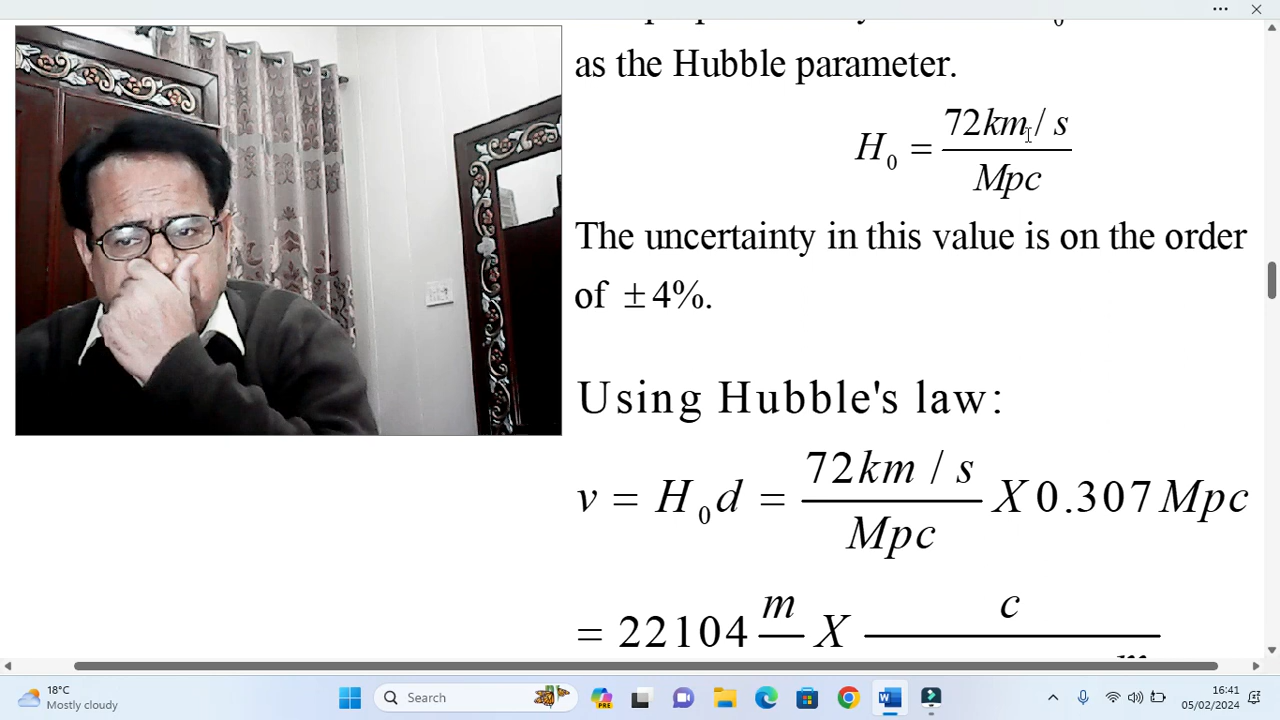 as the Hubble parameter.
H₀ = 72km / s
Mpc
The uncertainty in this value is on the order
of ± 4%.
Using Hubble's law:
v = H₀d = 72km / s X 0.307 Mpc
Mpc
= 22104 m X c
m
18°C
Mostly cloudy
Search
PRE
16:41
05/02/2024